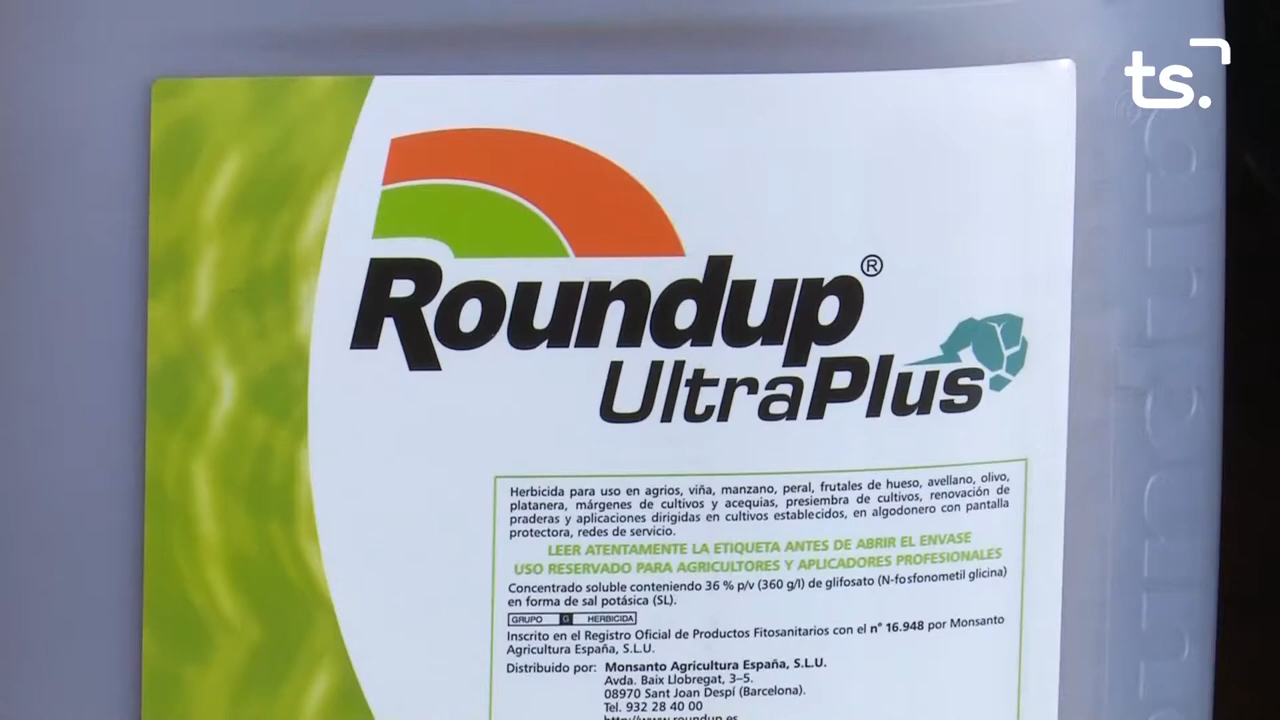 ts.
Roundup®
UltraPlus
Herbicida para uso en agrios, viña, manzano, peral, frutales de hueso, avellano, olivo,
platanera, márgenes de cultivos y acequias, presiembra de cultivos, renovación de
praderas y aplicaciones dirigidas en cultivos establecidos, en algodonero con pantalla
protectora, redes de servicio.
LEER ATENTAMENTE LA ETIQUETA ANTES DE ABRIR EL ENVASE
USO RESERVADO PARA AGRICULTORES Y APLICADORES PROFESIONALES
Concentrado soluble conteniendo 36 % p/v (360 g/l) de glifosato (N-fosfonometil glicina)
en forma de sal potásica (SL).
GRUPO G HERBICIDA
Inscrito en el Registro Oficial de Productos Fitosanitarios con el n° 16.948 por Monsanto
Agricultura España, S.L.U.
Distribuido por: Monsanto Agricultura España, S.L.U.
Avda. Baix Llobregat, 3–5.
08970 Sant Joan Despí (Barcelona).
Tel. 932 28 40 00
http://www.roundup.es